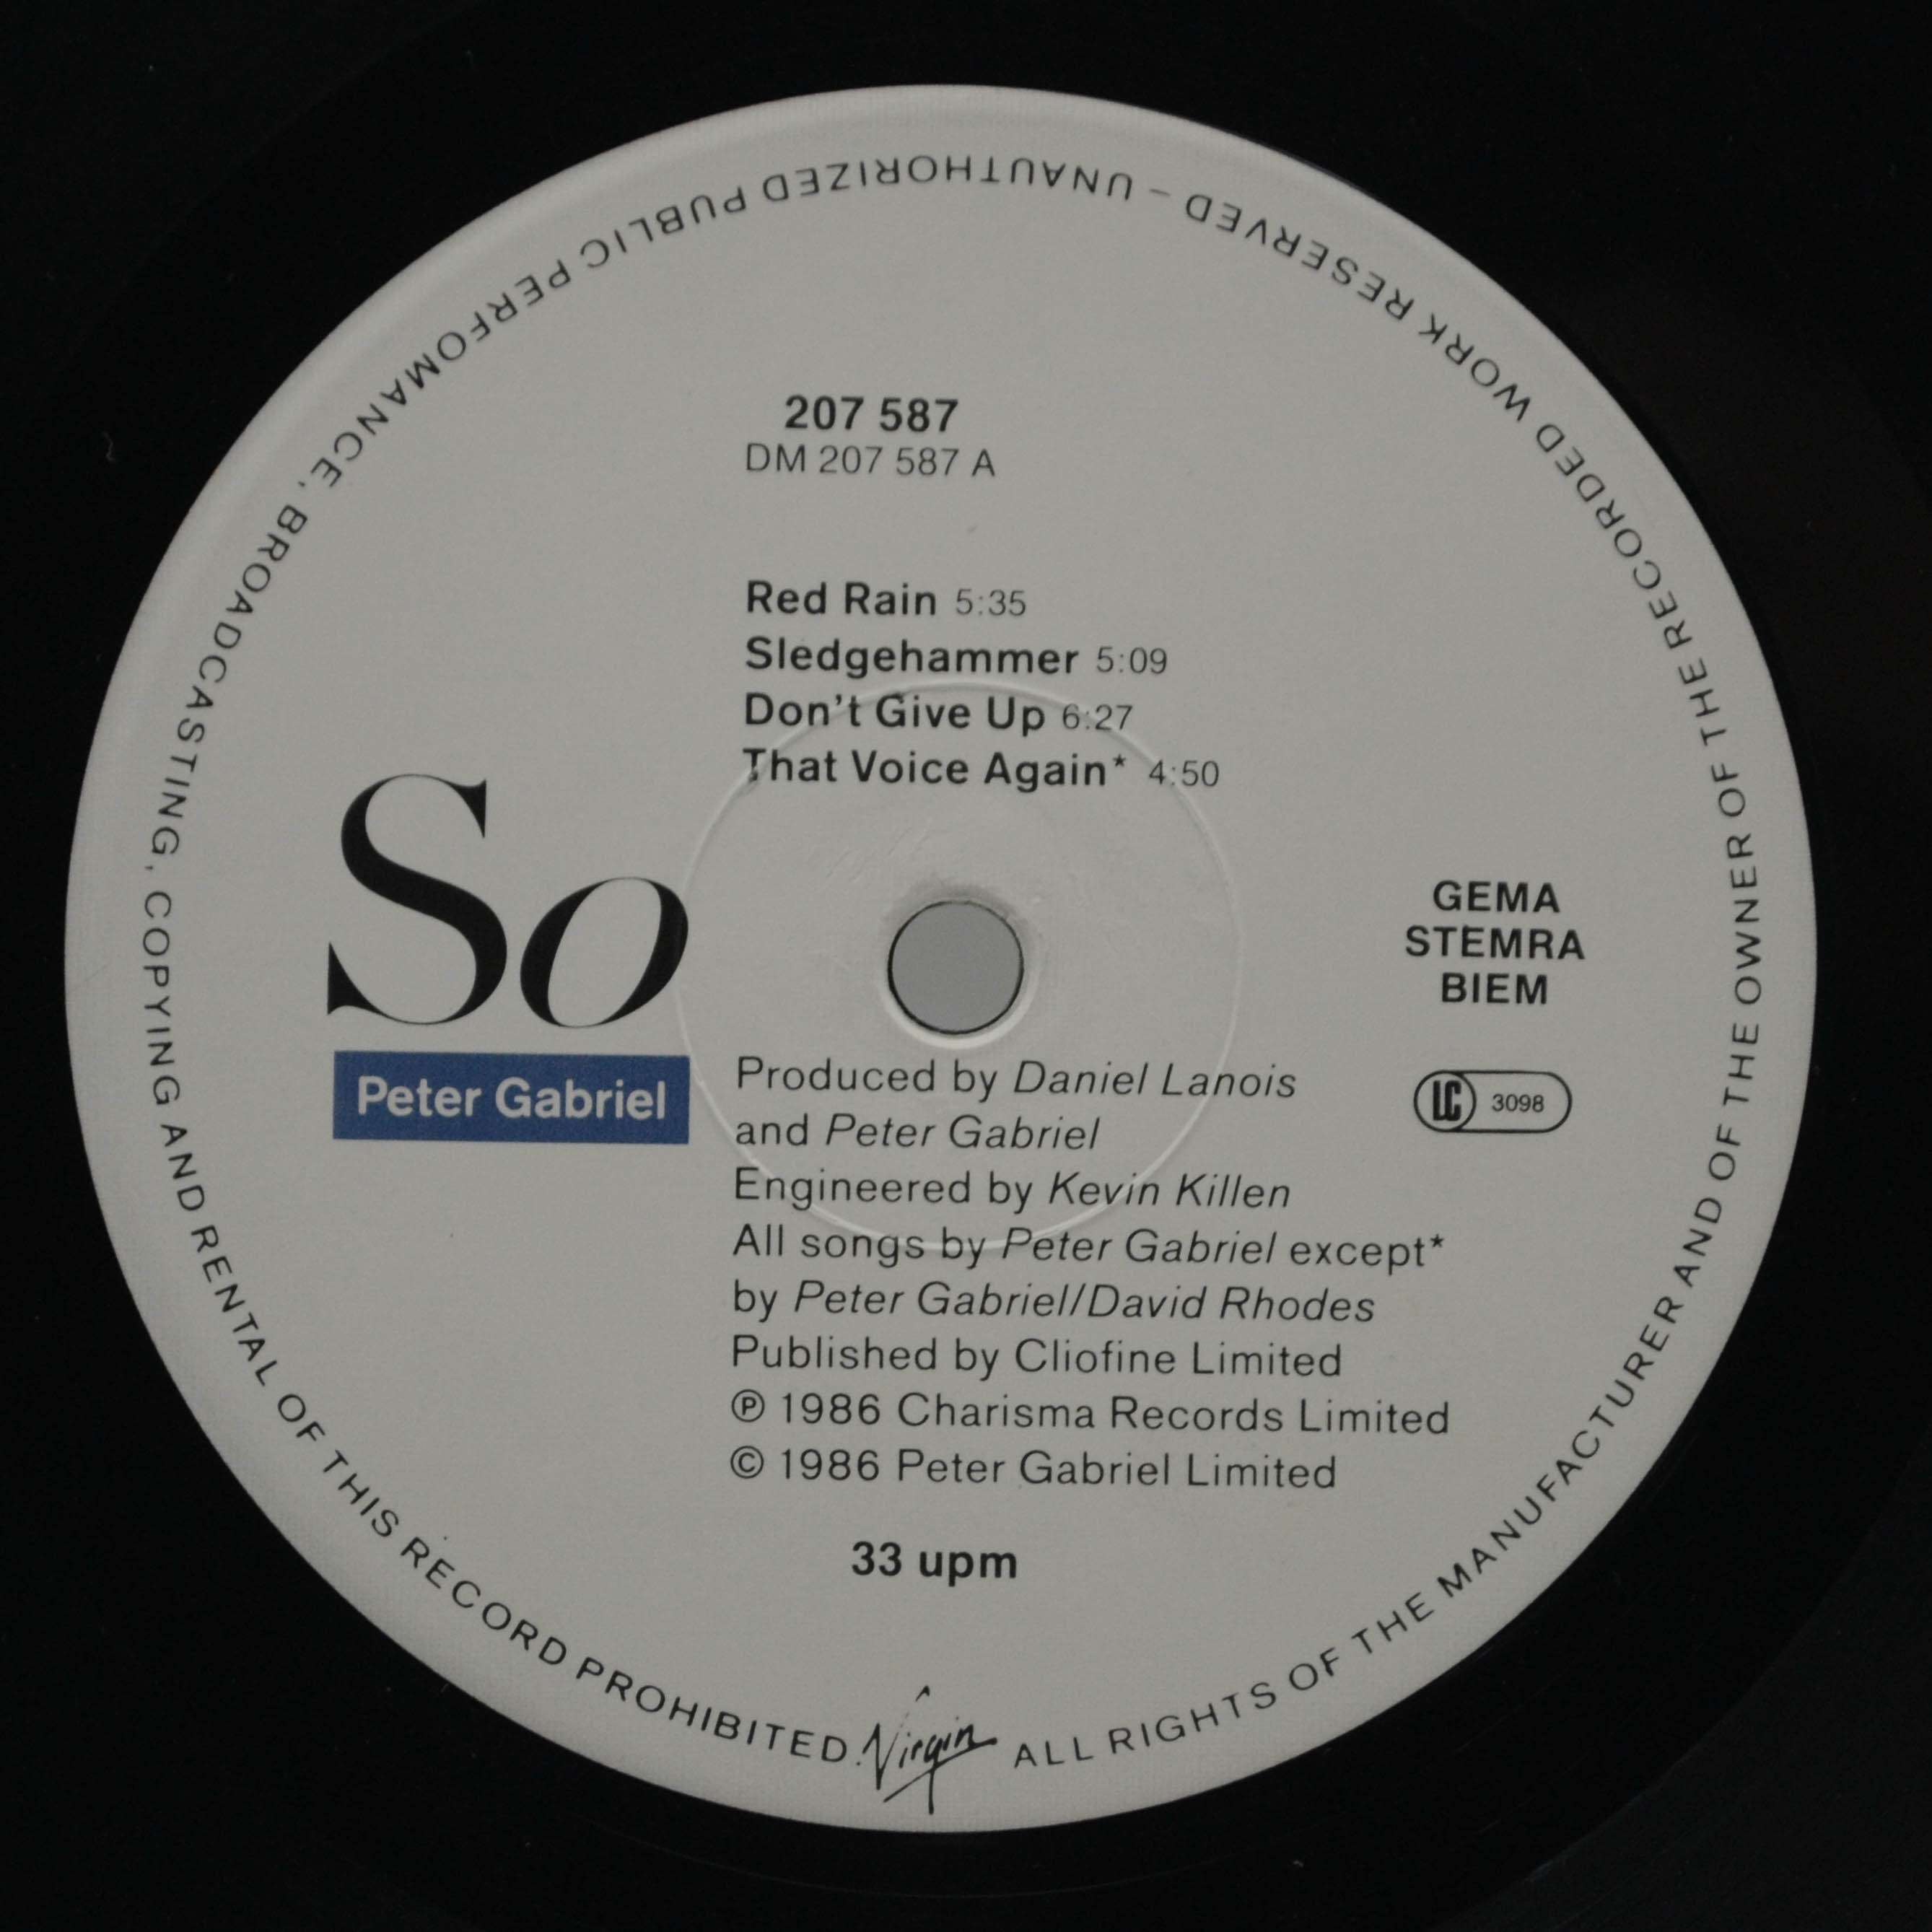 207 587
DM 207 587 A
Red Rain 5:35
Sledgehammer 5:09
Don't Give Up 6:27
That Voice Again* 4:50
So
Peter Gabriel
GEMA
STEMRA
BIEM
LC 3098
Produced by Daniel Lanois
and Peter Gabriel
Engineered by Kevin Killen
All songs by Peter Gabriel except*
by Peter Gabriel/David Rhodes
Published by Cliofine Limited
℗ 1986 Charisma Records Limited
© 1986 Peter Gabriel Limited
33 upm
Virgin
ALL RIGHTS OF THE MANUFACTURER AND OF THE OWNER OF THE RECORDED WORK RESERVED – UNAUTHORIZED PUBLIC PERFOMANCE, BROADCASTING, COPYING AND RENTAL OF THIS RECORD PROHIBITED.